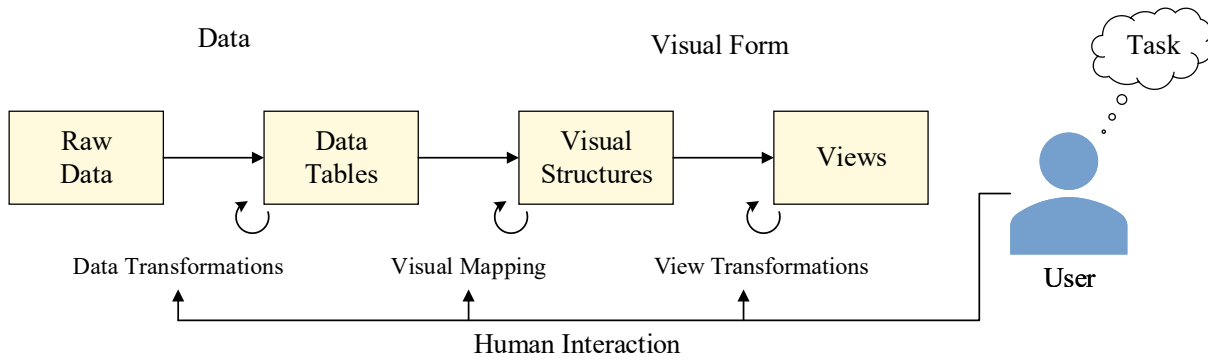 Data
Visual Form
Task
Raw
Data
Data
Tables
Visual
Structures
Views
Data Transformations
Visual Mapping
View Transformations
User
Human Interaction